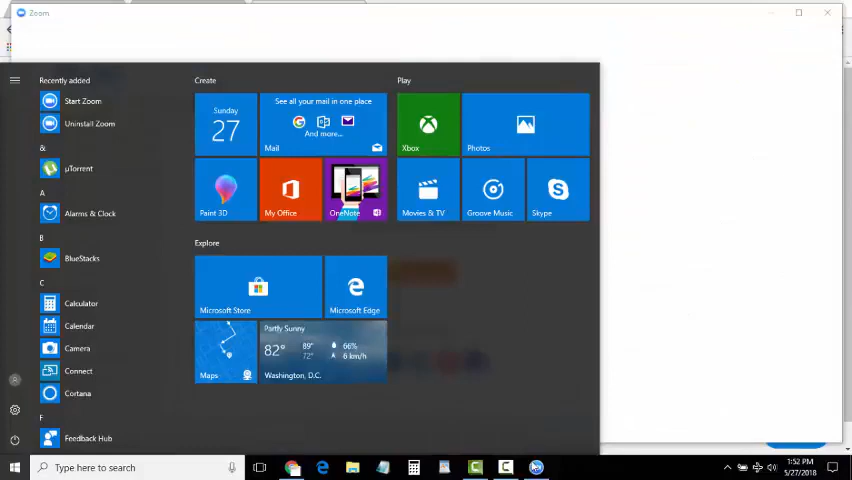 Zoom
Recently added
Start Zoom
Uninstall Zoom
&
µTorrent
A
Alarms & Clock
B
BlueStacks
C
Calculator
Calendar
Camera
Connect
Cortana
F
Feedback Hub
Create
Sunday
27
See all your mail in one place
And more...
Mail
Paint 3D
My Office
OneNote
Play
Xbox
Photos
Movies & TV
Groove Music
Skype
Explore
Microsoft Store
Microsoft Edge
Maps
Partly Sunny
82°
89°
72°
66%
6 km/h
Washington, D.C.
Type here to search
1:52 PM
5/27/2018